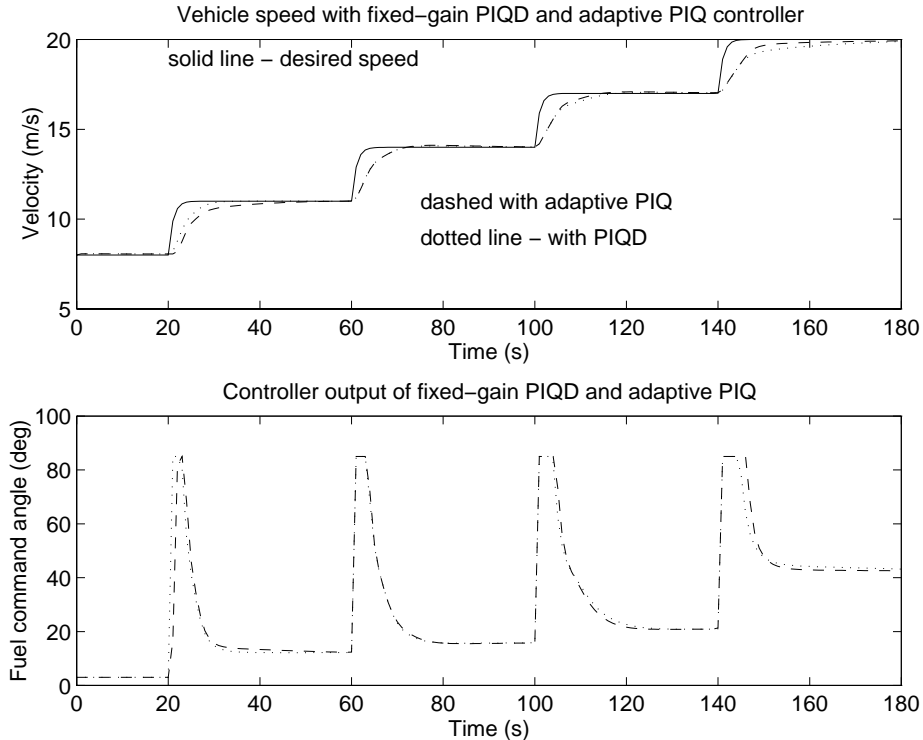 Vehicle speed with fixed−gain PIQD and adaptive PIQ controller
20
15
10
5
Velocity (m/s)
solid line − desired speed
dashed with adaptive PIQ
dotted line − with PIQD
0 20 40 60 80 100 120 140 160 180
Time (s)
Controller output of fixed−gain PIQD and adaptive PIQ
100
80
60
40
20
0
Fuel command angle (deg)
0 20 40 60 80 100 120 140 160 180
Time (s)